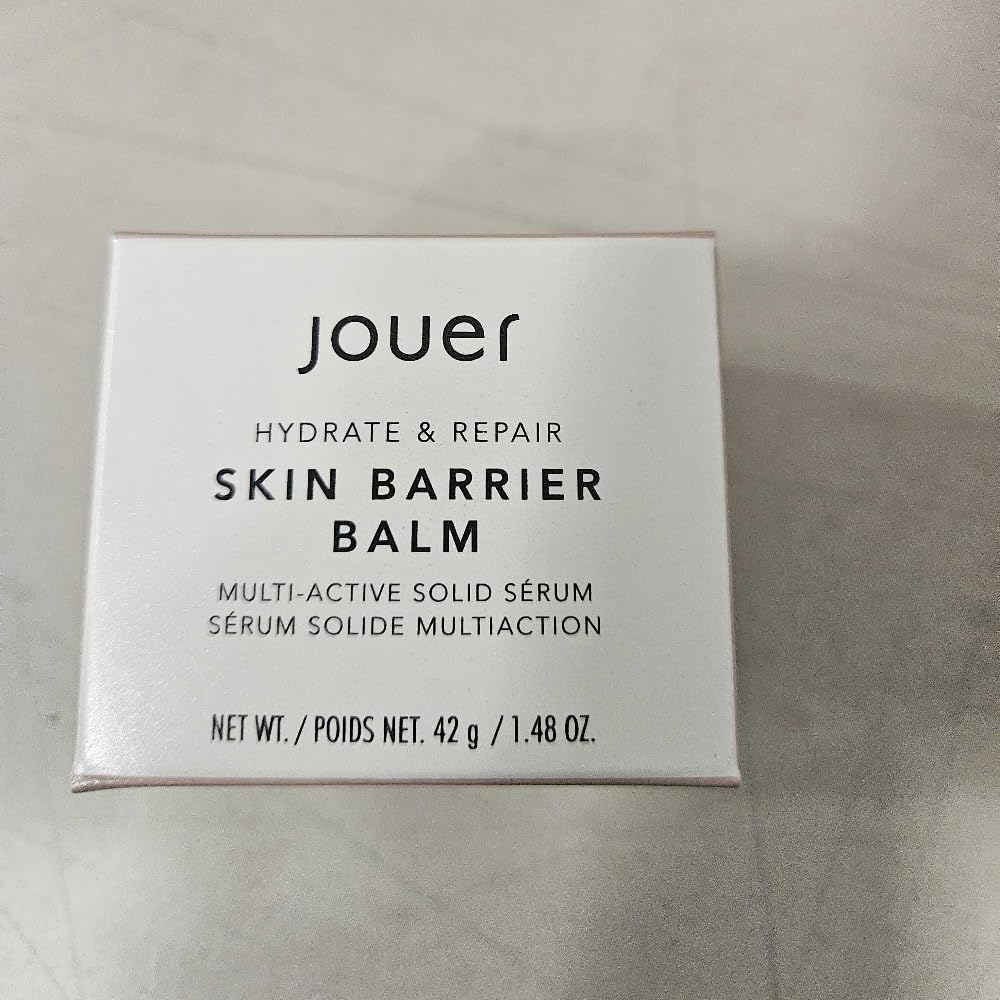 Jouer
HYDRATE & REPAIR
SKIN BARRIER
BALM
MULTI-ACTIVE SOLID SÉRUM
SÉRUM SOLIDE MULTIACTION
NET WT. / POIDS NET. 42 g / 1.48 OZ.